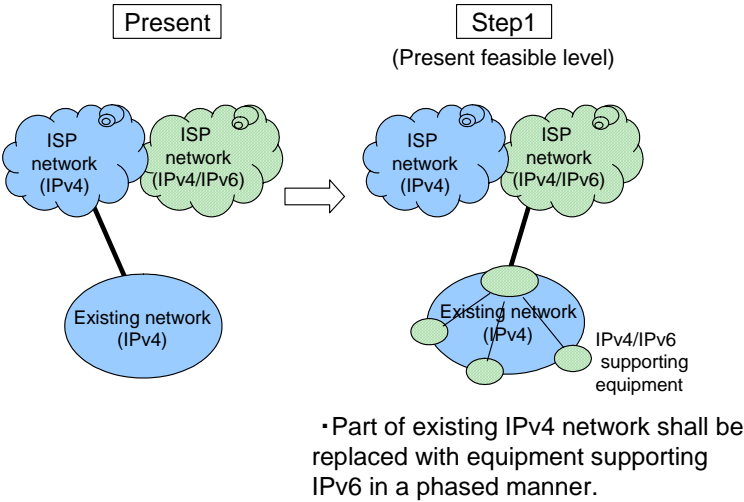 Present
Step1
(Present feasible level)
ISP
network
(IPv4)
ISP
network
(IPv4/IPv6)
ISP
network
(IPv4)
ISP
network
(IPv4/IPv6)
Existing network
(IPv4)
Existing network
(IPv4)
IPv4/IPv6
supporting
equipment
・Part of existing IPv4 network shall be
replaced with equipment supporting
IPv6 in a phased manner.